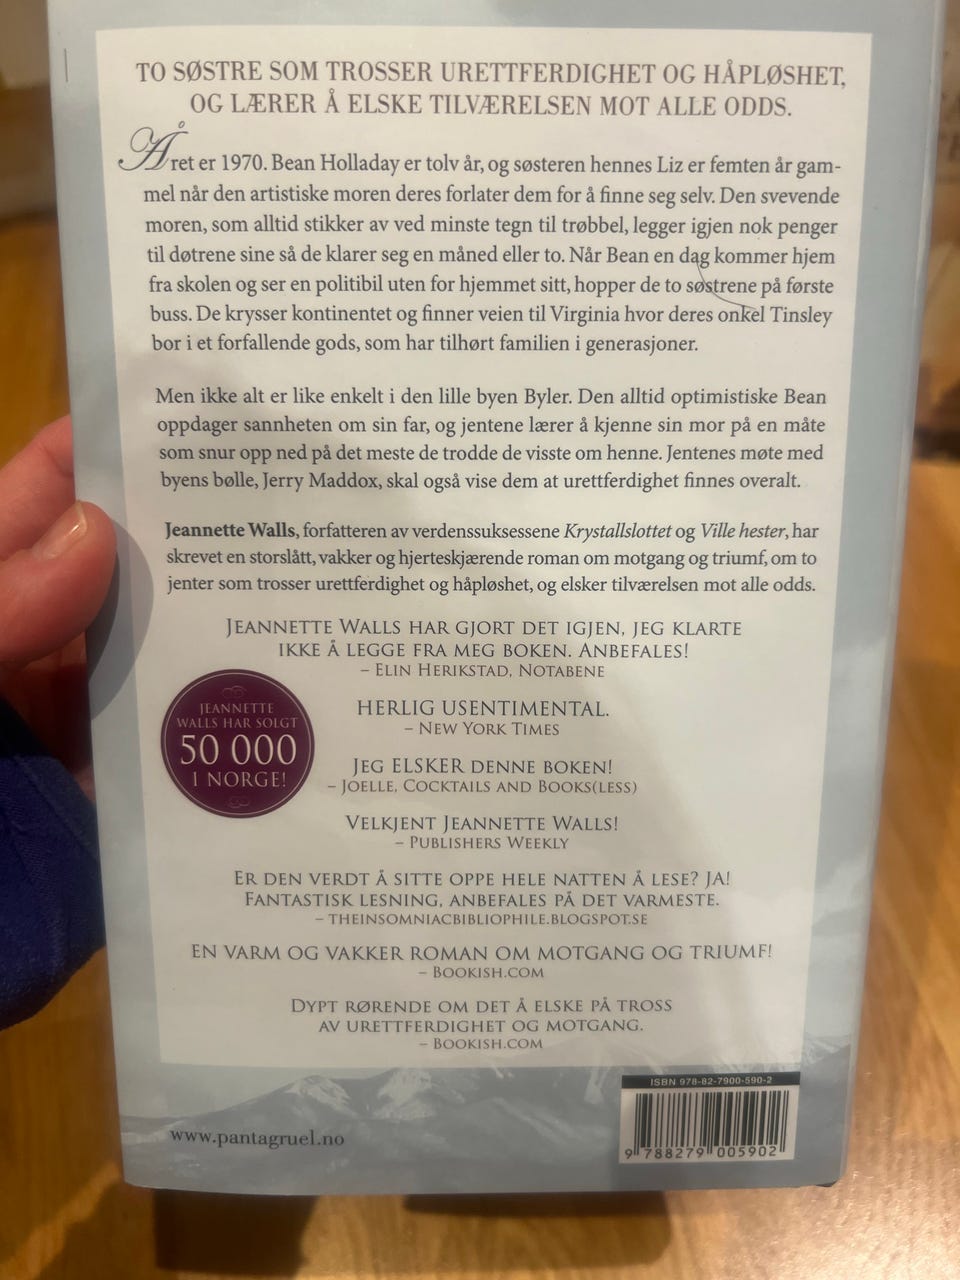 TO SØSTRE SOM TROSSER URETTFERDIGHET OG HÅPLØSHET,
OG LÆRER Å ELSKE TILVÆRELSEN MOT ALLE ODDS.
Året er 1970. Bean Holladay er tolv år, og søsteren hennes Liz er femten år gam-
mel når den artistiske moren deres forlater dem for å finne seg selv. Den svevende
moren, som alltid stikker av ved minste tegn til trøbbel, legger igjen nok penger
til døtrene sine så de klarer seg en måned eller to. Når Bean en dag kommer hjem
fra skolen og ser en politibil uten for hjemmet sitt, hopper de to søstrene på første
buss. De krysser kontinentet og finner veien til Virginia hvor deres onkel Tinsley
bor i et forfallende gods, som har tilhørt familien i generasjoner.
Men ikke alt er like enkelt i den lille byen Byler. Den alltid optimistiske Bean
oppdager sannheten om sin far, og jentene lærer å kjenne sin mor på en måte
som snur opp ned på det meste de trodde de visste om henne. Jentenes møte med
byens bølle, Jerry Maddox, skal også vise dem at urettferdighet finnes overalt.
Jeannette Walls, forfatteren av verdenssuksessene Krystallslottet og Ville hester, har
skrevet en storslått, vakker og hjerteskjærende roman om motgang og triumf, om to
jenter som trosser urettferdighet og håpløshet, og elsker tilværelsen mot alle odds.
JEANNETTE WALLS HAR GJORT DET IGJEN, JEG KLARTE
IKKE Å LEGGE FRA MEG BOKEN. ANBEFALES!
– ELIN HERIKSTAD, NOTABENE
JEANNETTE
WALLS HAR SOLGT
50 000
I NORGE!
HERLIG USENTIMENTAL.
– NEW YORK TIMES
JEG ELSKER DENNE BOKEN!
– JOELLE, COCKTAILS AND BOOKS(LESS)
VELKJENT JEANNETTE WALLS!
– PUBLISHERS WEEKLY
ER DEN VERDT Å SITTE OPPE HELE NATTEN Å LESE? JA!
FANTASTISK LESNING, ANBEFALES PÅ DET VARMESTE.
– THEINSOMNIACBIBLIOPHILE.BLOGSPOT.SE
EN VARM OG VAKKER ROMAN OM MOTGANG OG TRIUMF!
– BOOKISH.COM
DYPT RØRENDE OM DET Å ELSKE PÅ TROSS
AV URETTFERDIGHET OG MOTGANG.
– BOOKISH.COM
www.pantagruel.no
ISBN 978-82-7900-590-2
9 788279 005902